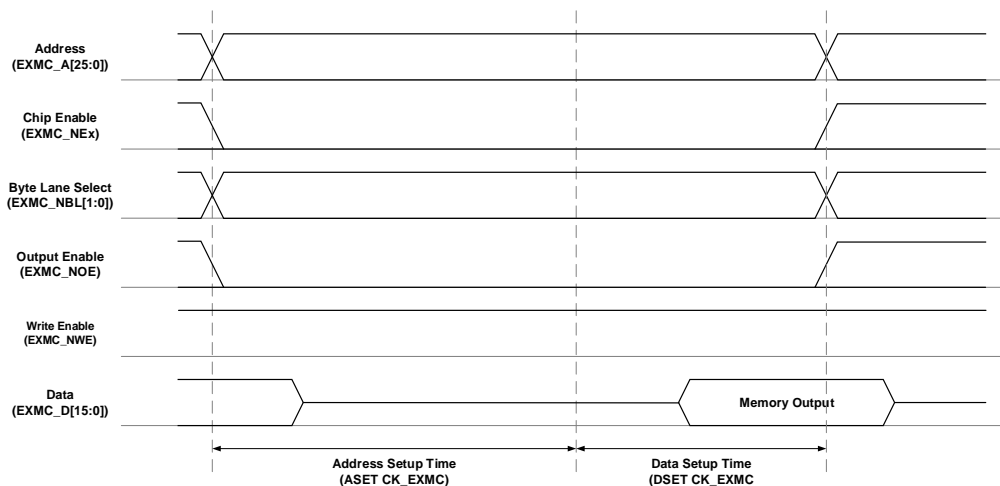 Address
(EXMC_A[25:0])
Chip Enable
(EXMC_NEx)
Byte Lane Select
(EXMC_NBL[1:0])
Output Enable
(EXMC_NOE)
Write Enable
(EXMC_NWE)
Data
(EXMC_D[15:0])
Memory Output
Address Setup Time
(ASET CK_EXMC)
Data Setup Time
(DSET CK_EXMC